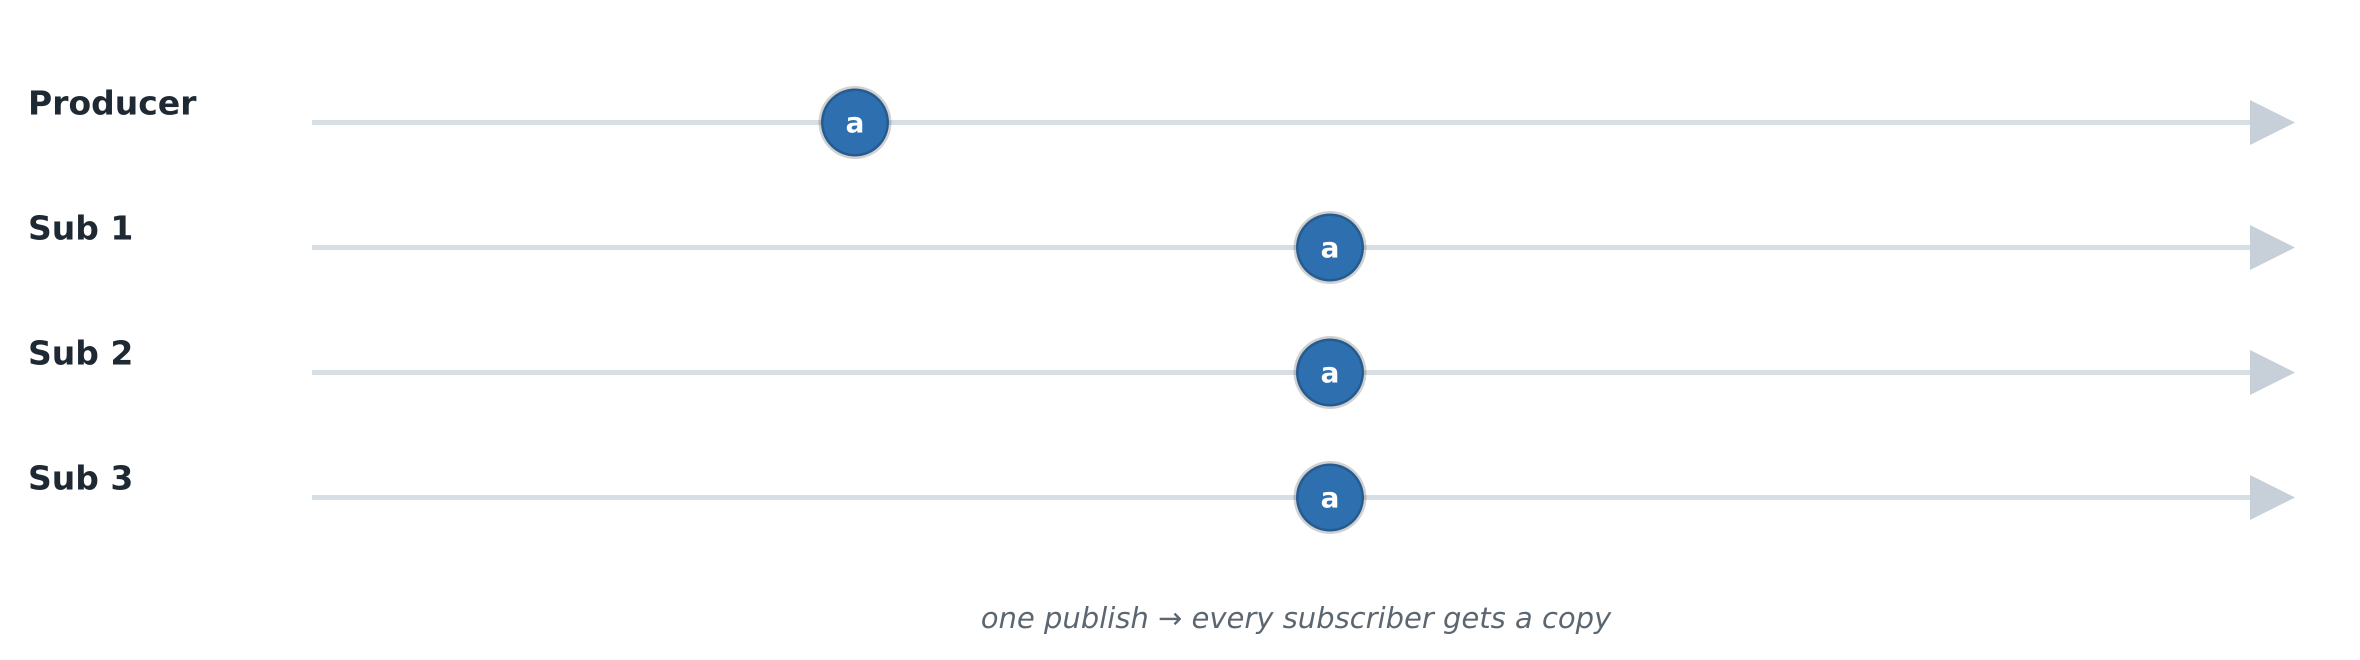 Producer
a
Sub 1
a
Sub 2
a
Sub 3
a
one publish → every subscriber gets a copy